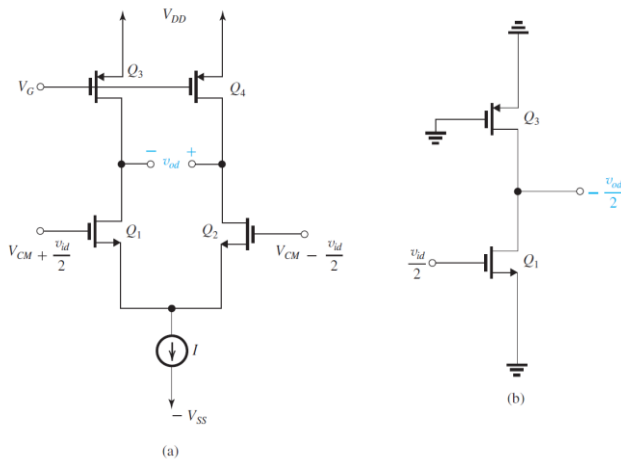 V_DD
Q_3
V_G
Q_4
− v_od +
Q_1
Q_2
V_CM + v_id/2
V_CM − v_id/2
I
− V_SS
(a)
Q_3
− v_od/2
v_id/2
Q_1
(b)